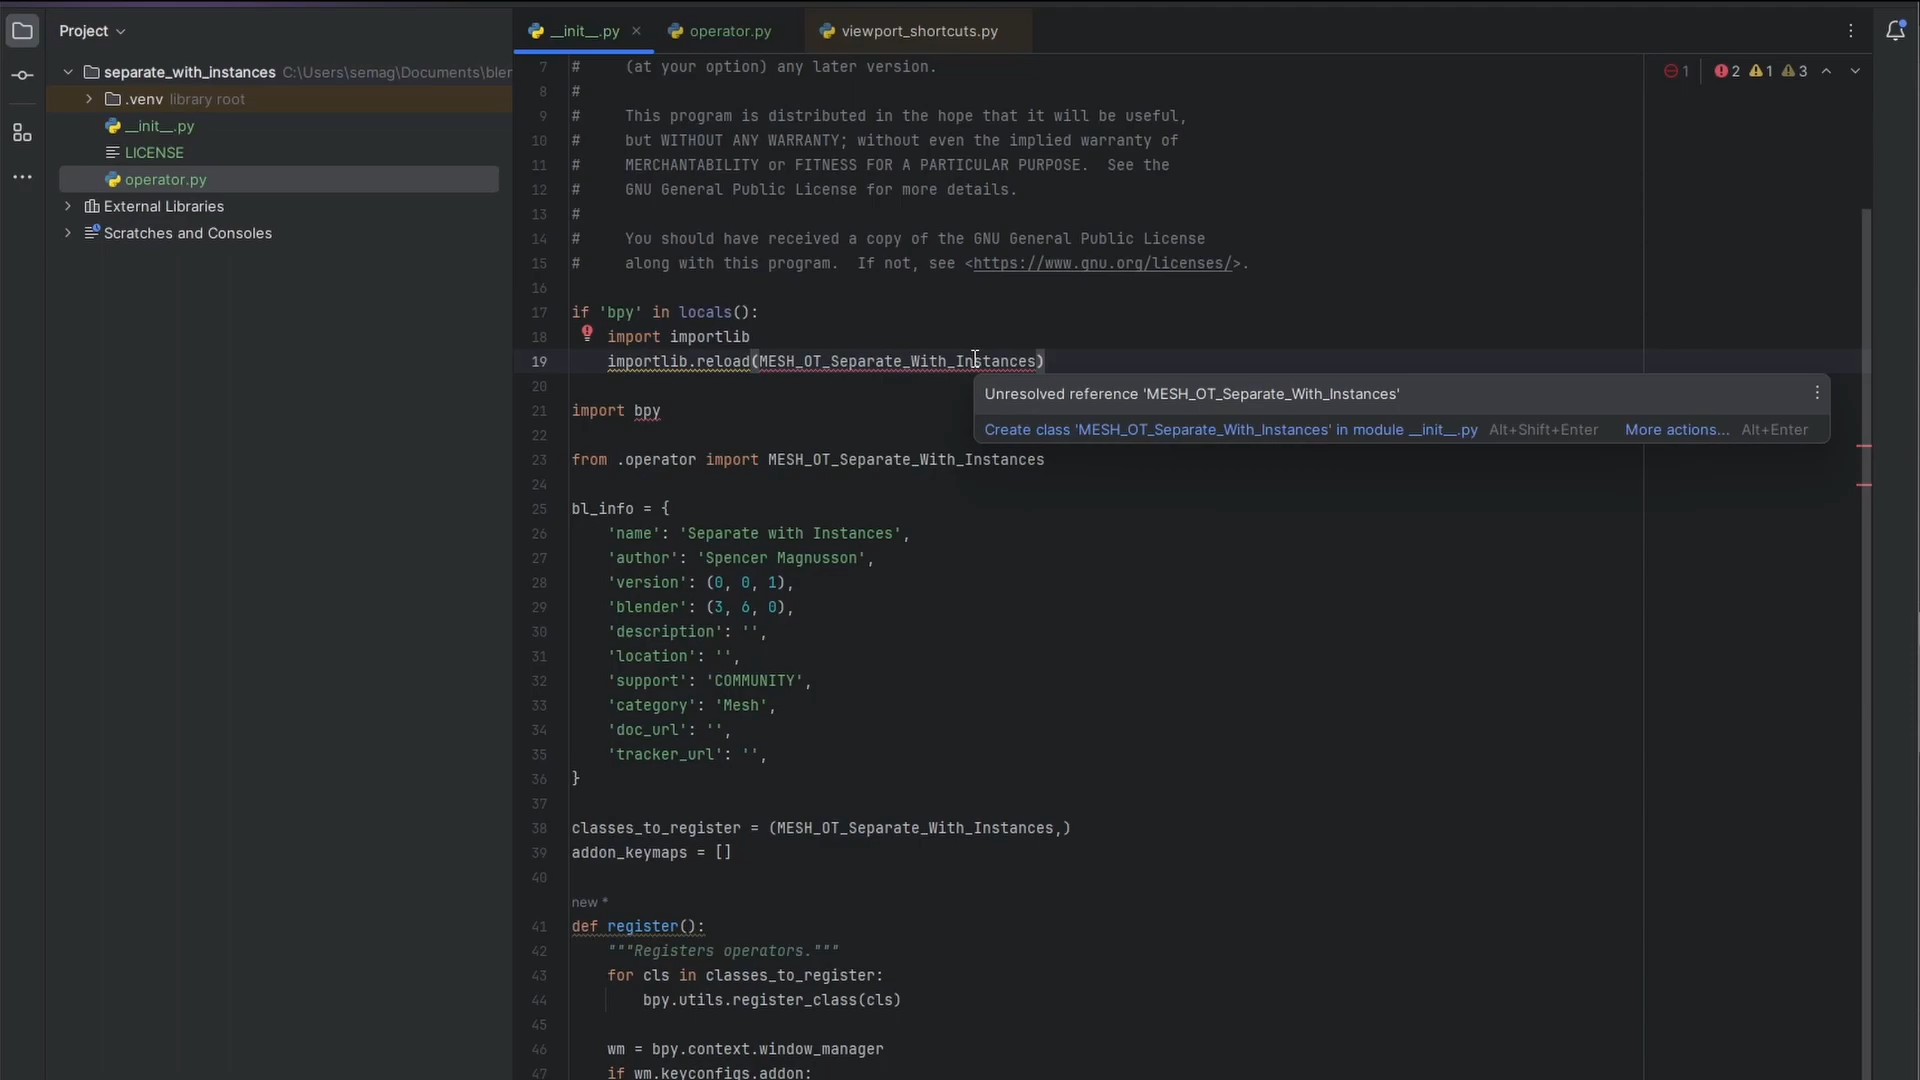 Project
separate_with_instances C:\Users\semag\Documents\blen
.venv library root
__init__.py
LICENSE
operator.py
External Libraries
Scratches and Consoles
__init__.py
operator.py
viewport_shortcuts.py
1 2 1 3
7 # (at your option) any later version.
8 #
9 # This program is distributed in the hope that it will be useful,
10 # but WITHOUT ANY WARRANTY; without even the implied warranty of
11 # MERCHANTABILITY or FITNESS FOR A PARTICULAR PURPOSE. See the
12 # GNU General Public License for more details.
13 #
14 # You should have received a copy of the GNU General Public License
15 # along with this program. If not, see <https://www.gnu.org/licenses/>.
16
17 if 'bpy' in locals():
18 import importlib
19 importlib.reload(MESH_OT_Separate_With_Instances)
20
Unresolved reference 'MESH_OT_Separate_With_Instances'
Create class 'MESH_OT_Separate_With_Instances' in module __init__.py Alt+Shift+Enter More actions... Alt+Enter
21 import bpy
22
23 from .operator import MESH_OT_Separate_With_Instances
24
25 bl_info = {
26 'name': 'Separate with Instances',
27 'author': 'Spencer Magnusson',
28 'version': (0, 0, 1),
29 'blender': (3, 6, 0),
30 'description': '',
31 'location': '',
32 'support': 'COMMUNITY',
33 'category': 'Mesh',
34 'doc_url': '',
35 'tracker_url': '',
36 }
37
38 classes_to_register = (MESH_OT_Separate_With_Instances,)
39 addon_keymaps = []
40
new *
41 def register():
42 """Registers operators."""
43 for cls in classes_to_register:
44 bpy.utils.register_class(cls)
45
46 wm = bpy.context.window_manager
47 if wm.keyconfigs.addon: